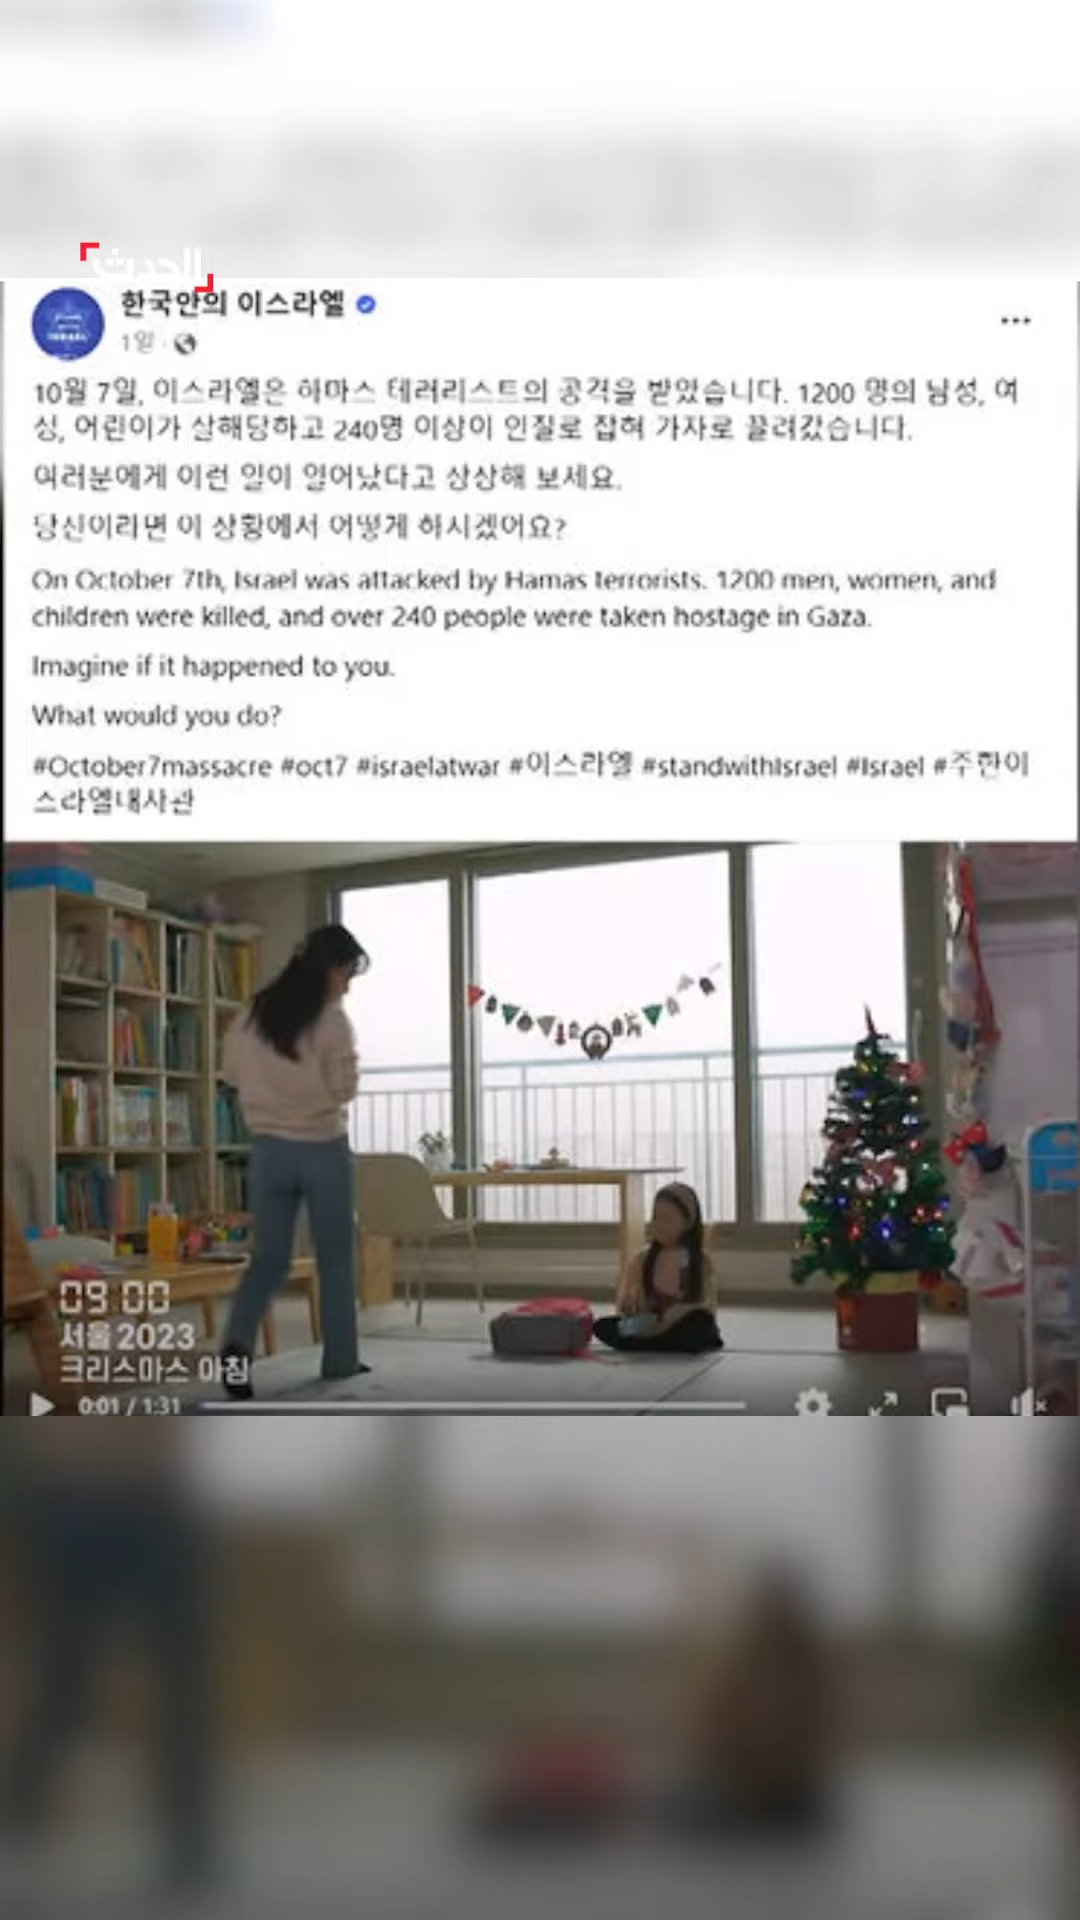 الحدث
한국안의 이스라엘
1일
10월 7일, 이스라엘은 하마스 테러리스트의 공격을 받았습니다. 1200 명의 남성, 여
성, 어린이가 살해당하고 240명 이상이 인질로 잡혀 가자로 끌려갔습니다.
여러분에게 이런 일이 일어났다고 상상해 보세요.
당신이라면 이 상황에서 어떻게 하시겠어요?
On October 7th, Israel was attacked by Hamas terrorists. 1200 men, women, and
children were killed, and over 240 people were taken hostage in Gaza.
Imagine if it happened to you.
What would you do?
#October7massacre #oct7 #israelatwar #이스라엘 #standwithIsrael #Israel #주한이
스라엘대사관
09:00
서울 2023
크리스마스 아침
0:01 / 1:31